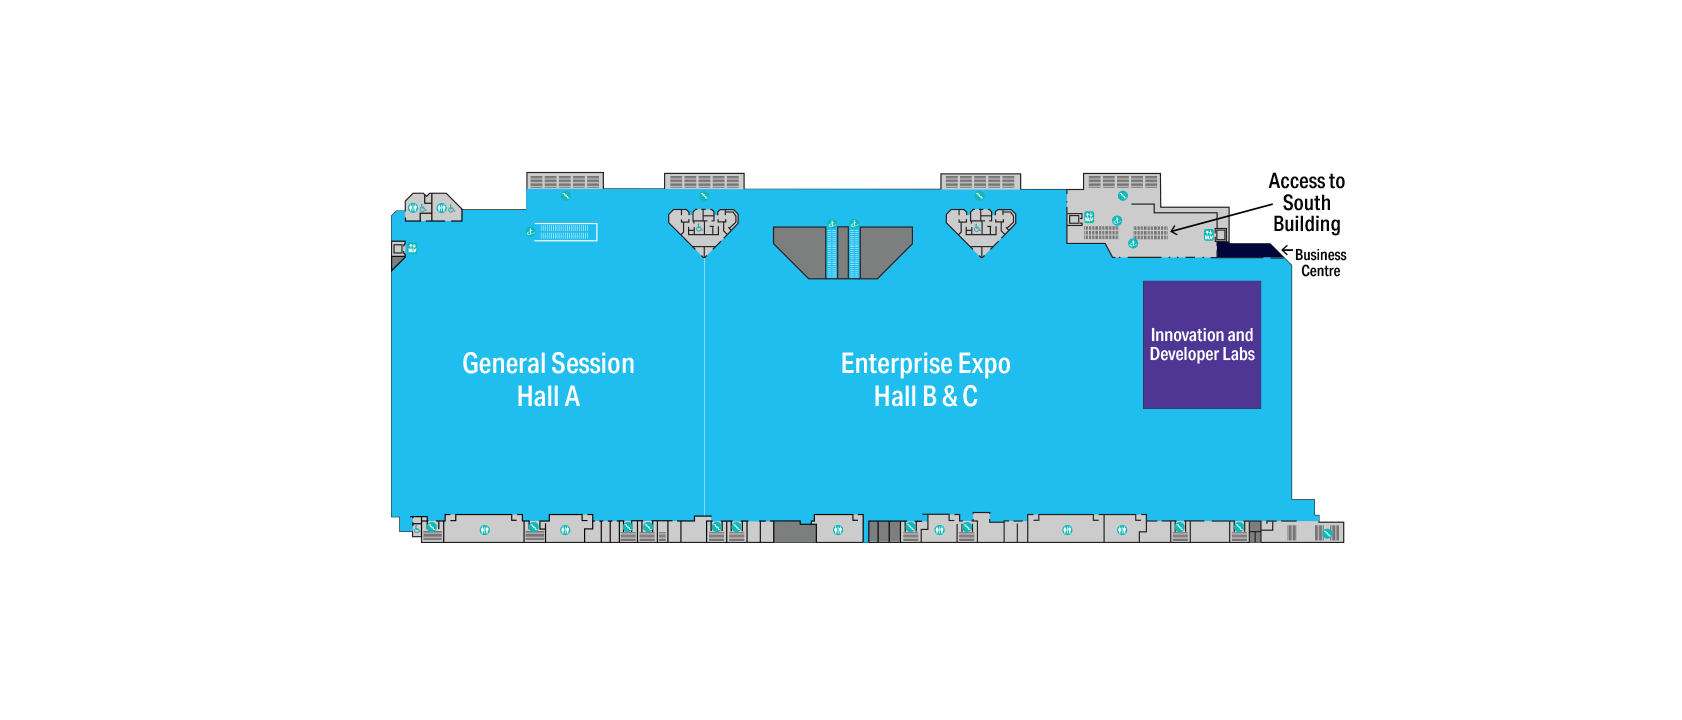 Access to
South
Building
Business
Centre
Innovation and
Developer Labs
General Session
Hall A
Enterprise Expo
Hall B & C